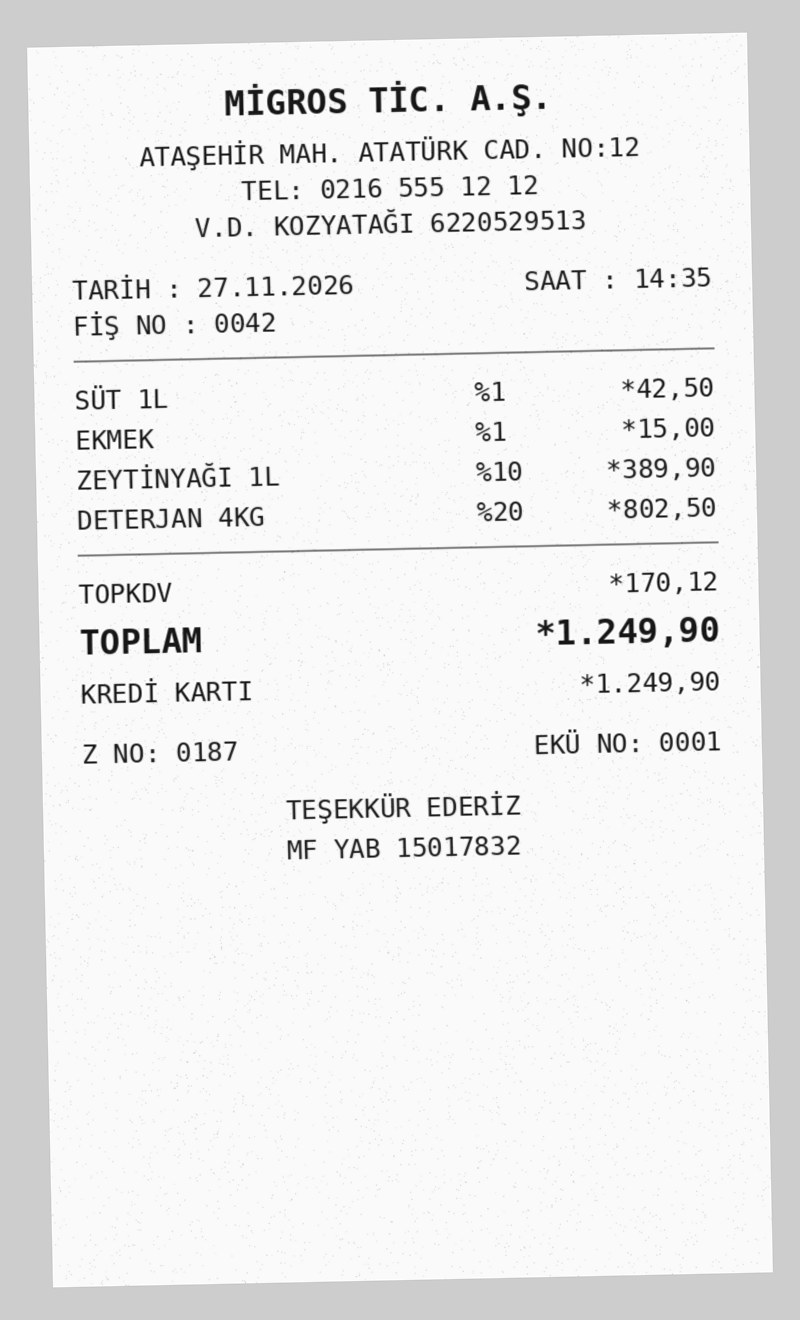 MİGROS TİC. A.Ş.
ATAŞEHİR MAH. ATATÜRK CAD. NO:12
TEL: 0216 555 12 12
V.D. KOZYATAĞI 6220529513
TARİH : 27.11.2026 SAAT : 14:35
FİŞ NO : 0042
SÜT 1L %1 *42,50
EKMEK %1 *15,00
ZEYTİNYAĞI 1L %10 *389,90
DETERJAN 4KG %20 *802,50
TOPKDV *170,12
TOPLAM *1.249,90
KREDİ KARTI *1.249,90
Z NO: 0187 EKÜ NO: 0001
TEŞEKKÜR EDERİZ
MF YAB 15017832